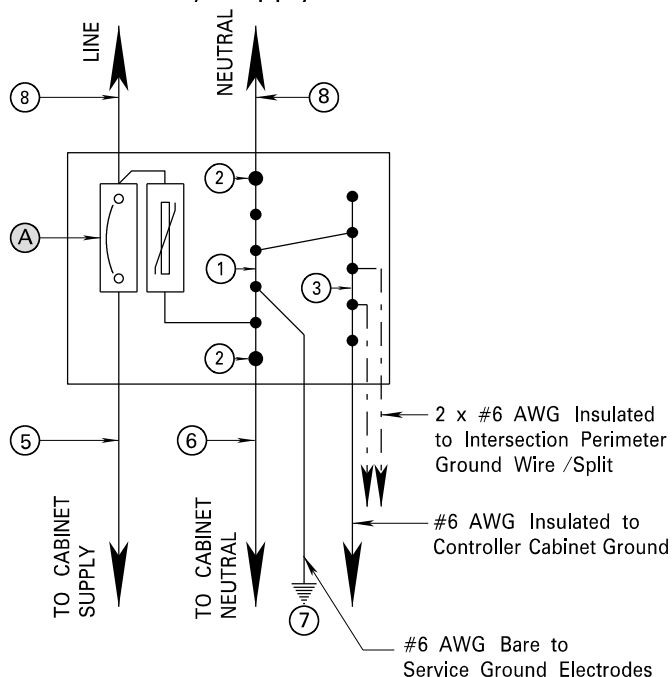 LINE
NEUTRAL
8
8
2
A
1
3
2
5
6
2 x #6 AWG Insulated
to Intersection Perimeter
Ground Wire /Split
#6 AWG Insulated to
Controller Cabinet Ground
TO CABINET
SUPPLY
TO CABINET
NEUTRAL
7
#6 AWG Bare to
Service Ground Electrodes